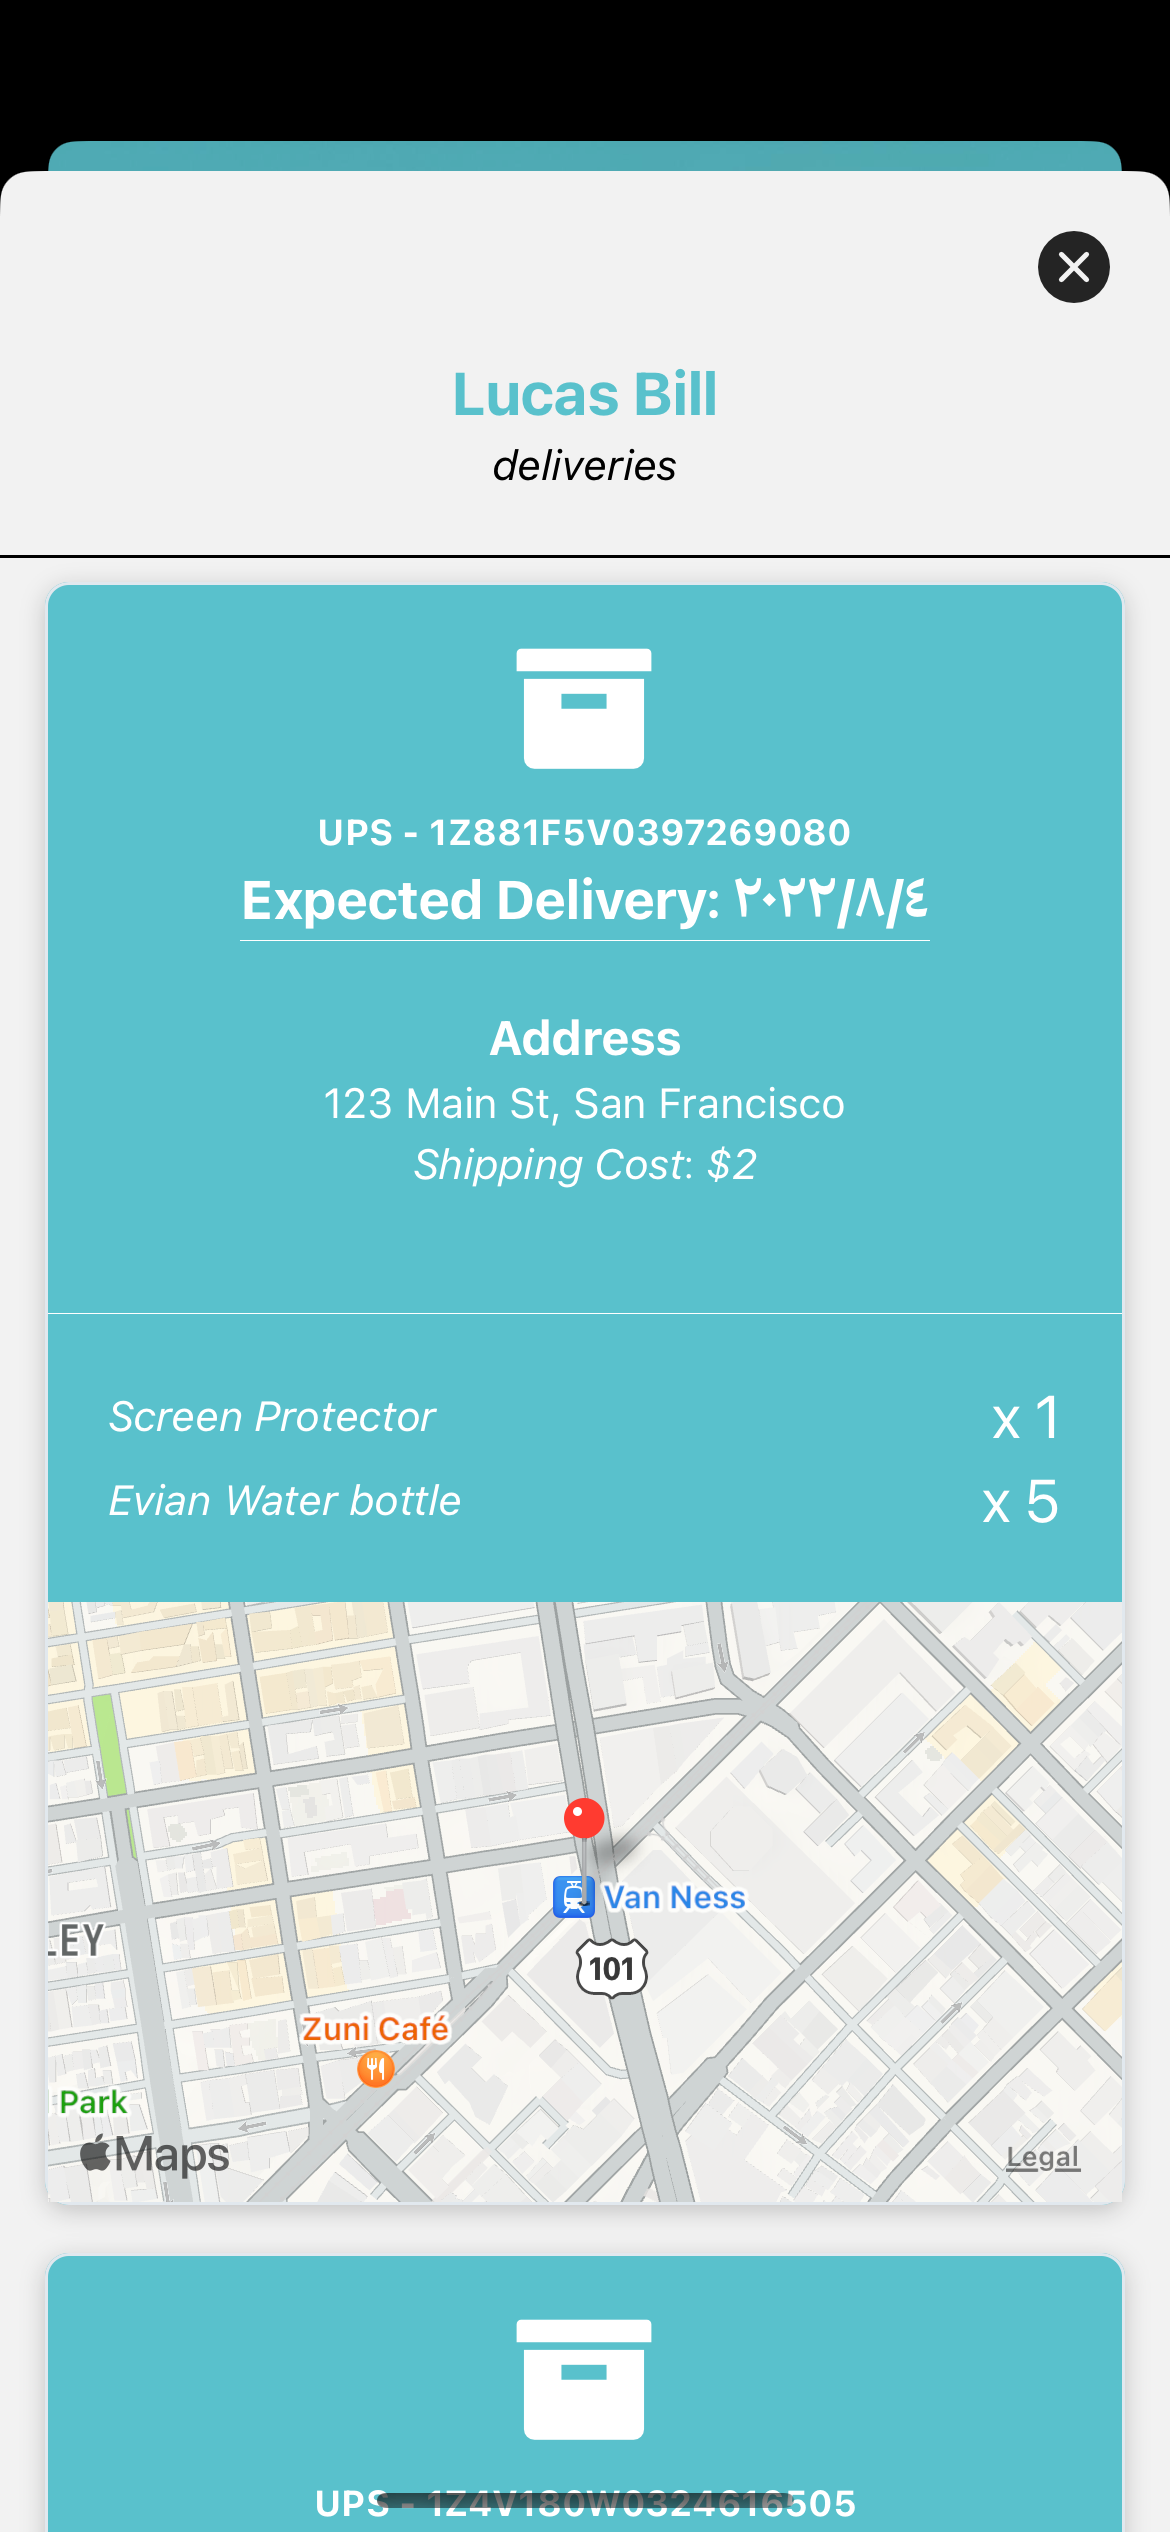 Lucas Bill
deliveries
UPS - 1Z881F5V0397269080
Expected Delivery: ٢٠٢٢/٨/٤
Address
123 Main St, San Francisco
Shipping Cost: $2
Screen Protector x 1
Evian Water bottle x 5
Van Ness
LEY
101
Zuni Café
Park
Maps
Legal
UPS - 1Z4V180W0324616505